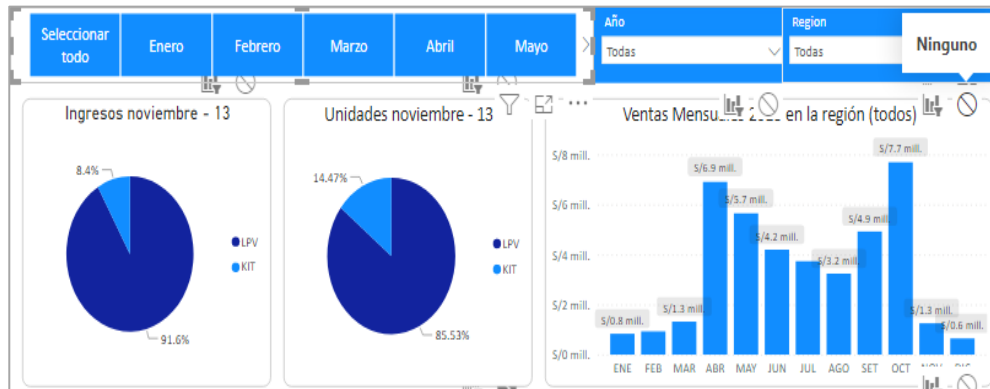 Seleccionar todo
Enero
Febrero
Marzo
Abril
Mayo
Año
Todas
Region
Todas
Ninguno
Ingresos noviembre - 13
8.4%
91.6%
LPV
KIT
Unidades noviembre - 13
14.47%
85.53%
LPV
KIT
en la región (todos)
Ventas
S/8 mill.
S/6 mill.
S/4 mill.
S/2 mill.
S/0 mill.
S/0.8 mill.
S/1.3 mill.
S/6.9 mill.
S/5.7 mill.
S/4.2 mill.
S/3.2 mill.
S/4.9 mill.
S/7.7 mill.
S/1.3 mill.
S/0.6 mill.
ENE
FEB
MAR
ABR
MAY
JUN
JUL
AGO
SET
OCT